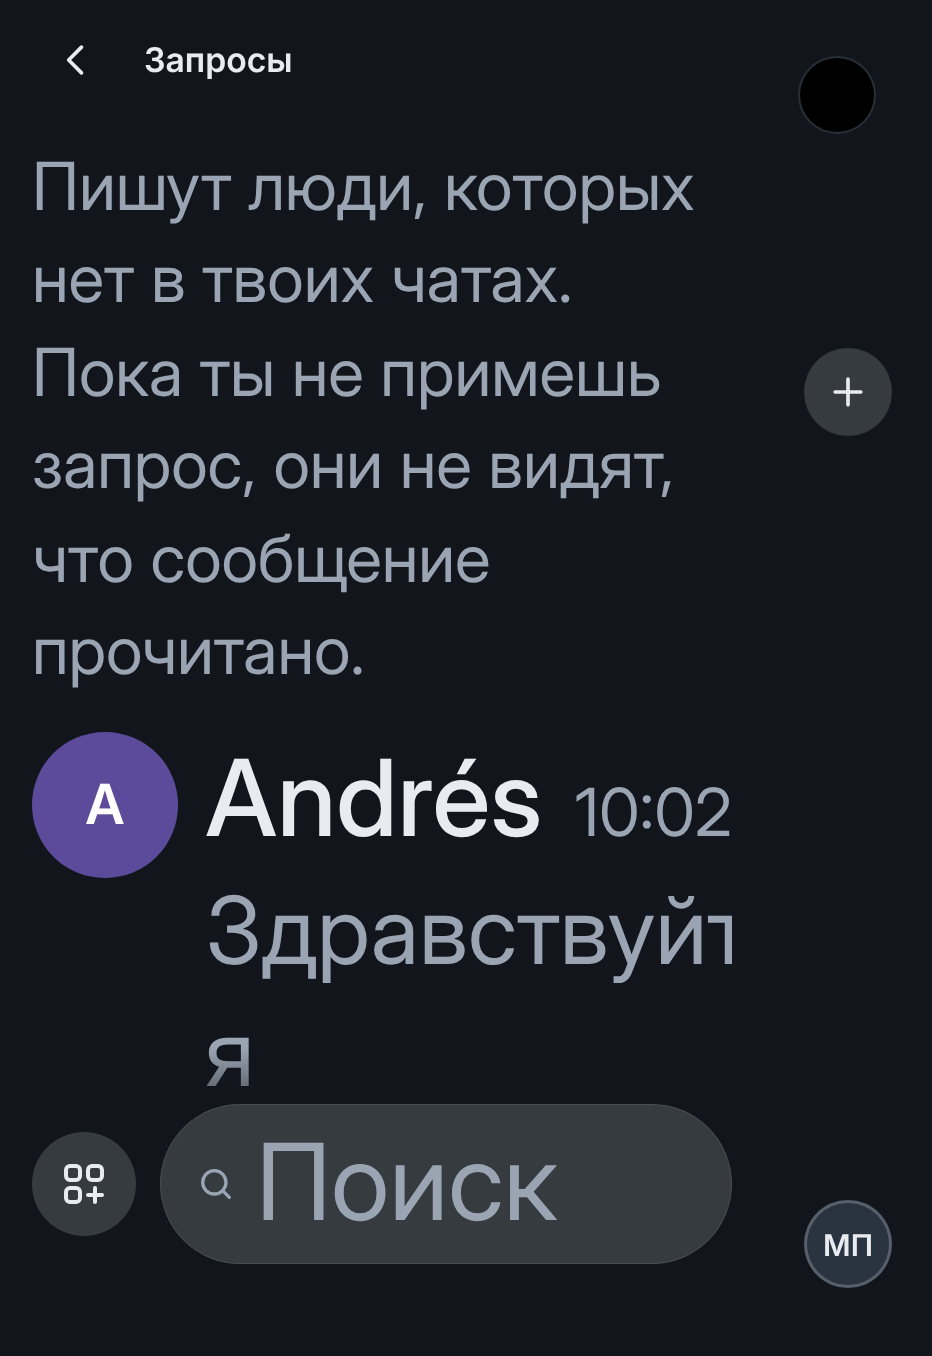 Запросы
Пишут люди, которых
нет в твоих чатах.
Пока ты не примешь
запрос, они не видят,
что сообщение
прочитано.
A
Andrés 10:02
я
Поиск
МП